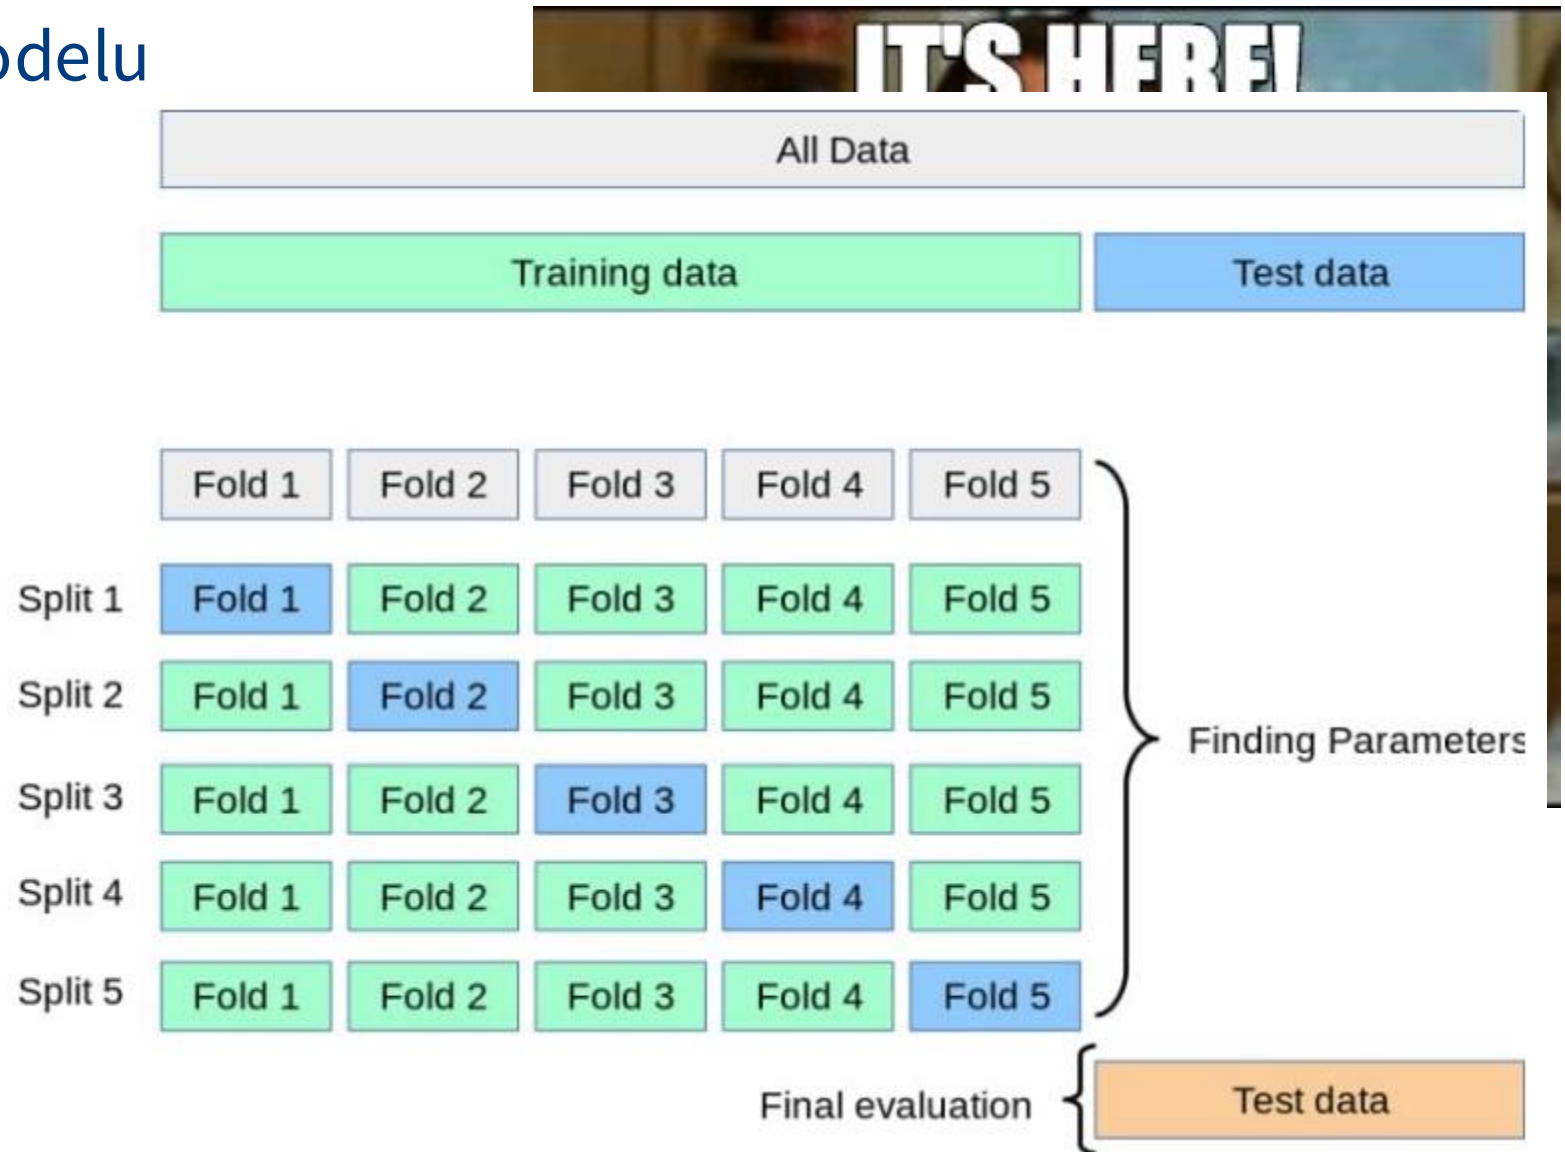 IT'S HERE!
All Data
Training data Test data
Fold 1 Fold 2 Fold 3 Fold 4 Fold 5
Split 1 Fold 1 Fold 2 Fold 3 Fold 4 Fold 5
Split 2 Fold 1 Fold 2 Fold 3 Fold 4 Fold 5
Finding Parameters
Split 3 Fold 1 Fold 2 Fold 3 Fold 4 Fold 5
Split 4 Fold 1 Fold 2 Fold 3 Fold 4 Fold 5
Split 5 Fold 1 Fold 2 Fold 3 Fold 4 Fold 5
Final evaluation Test data